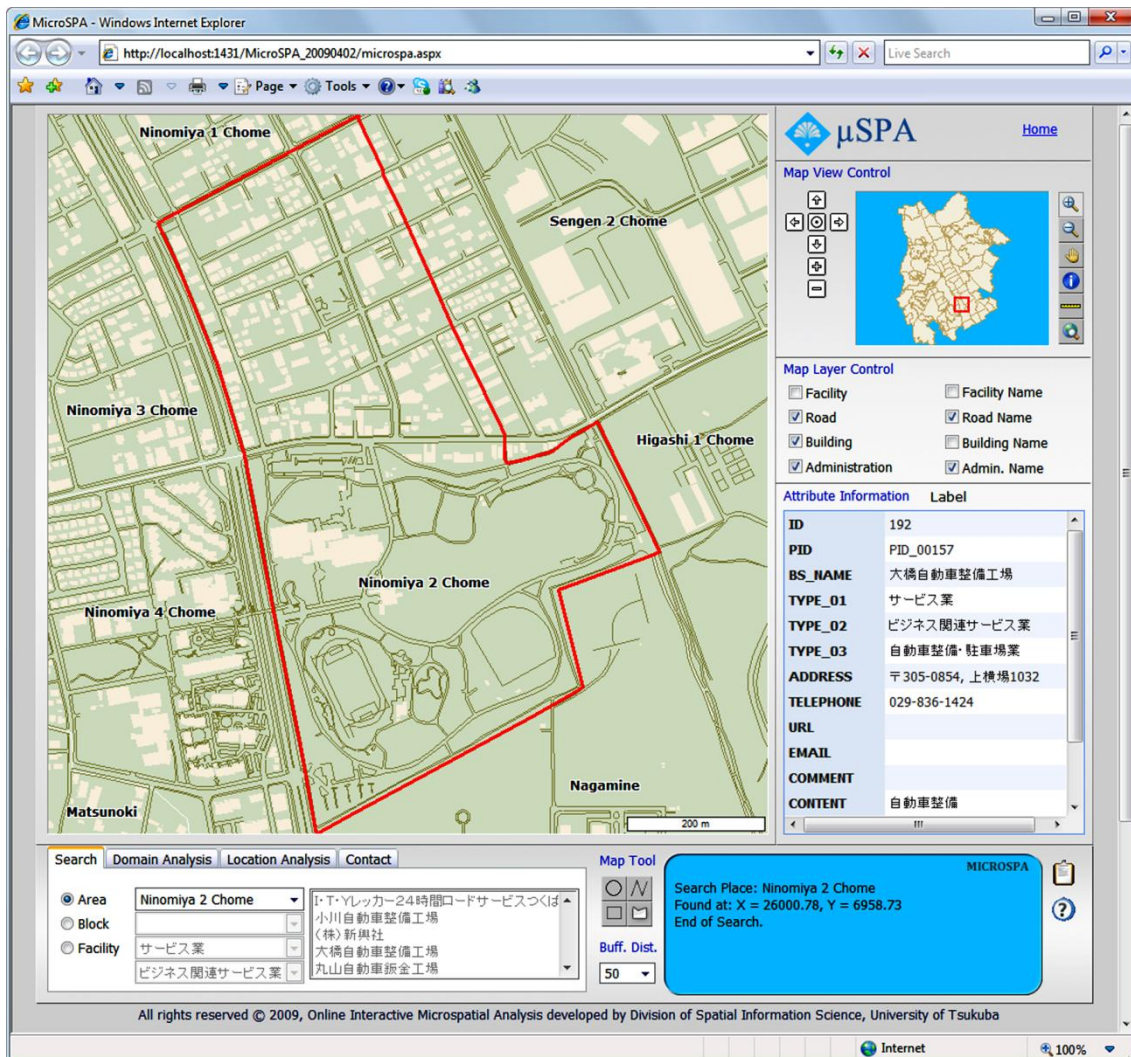 MicroSPA - Windows Internet Explorer
http://localhost:1431/MicroSPA_20090402/microspa.aspx
Live Search
Page
Tools
Ninomiya 1 Chome
Sengen 2 Chome
Ninomiya 3 Chome
Higashi 1 Chome
Ninomiya 2 Chome
Ninomiya 4 Chome
Nagamine
Matsunoki
200 m
μSPA
Home
Map View Control
Map Layer Control
Facility
Facility Name
Road
Road Name
Building
Building Name
Administration
Admin. Name
Attribute Information Label
ID 192
PID PID_00157
BS_NAME 大橋自動車整備工場
TYPE_01 サービス業
TYPE_02 ビジネス関連サービス業
TYPE_03 自動車整備・駐車場業
ADDRESS 〒305-0854, 上横場1032
TELEPHONE 029-836-1424
URL
EMAIL
COMMENT
CONTENT 自動車整備
Search Domain Analysis Location Analysis Contact
Area Ninomiya 2 Chome
Block
Facility サービス業
ビジネス関連サービス業
I・T・Yレッカー24時間ロードサービスつくば
小川自動車整備工場
(株)新興社
大橋自動車整備工場
丸山自動車鈑金工場
Map Tool
Buff. Dist.
50
MICROSPA
Search Place: Ninomiya 2 Chome
Found at: X = 26000.78, Y = 6958.73
End of Search.
All rights reserved © 2009, Online Interactive Microspatial Analysis developed by Division of Spatial Information Science, University of Tsukuba
Internet
100%